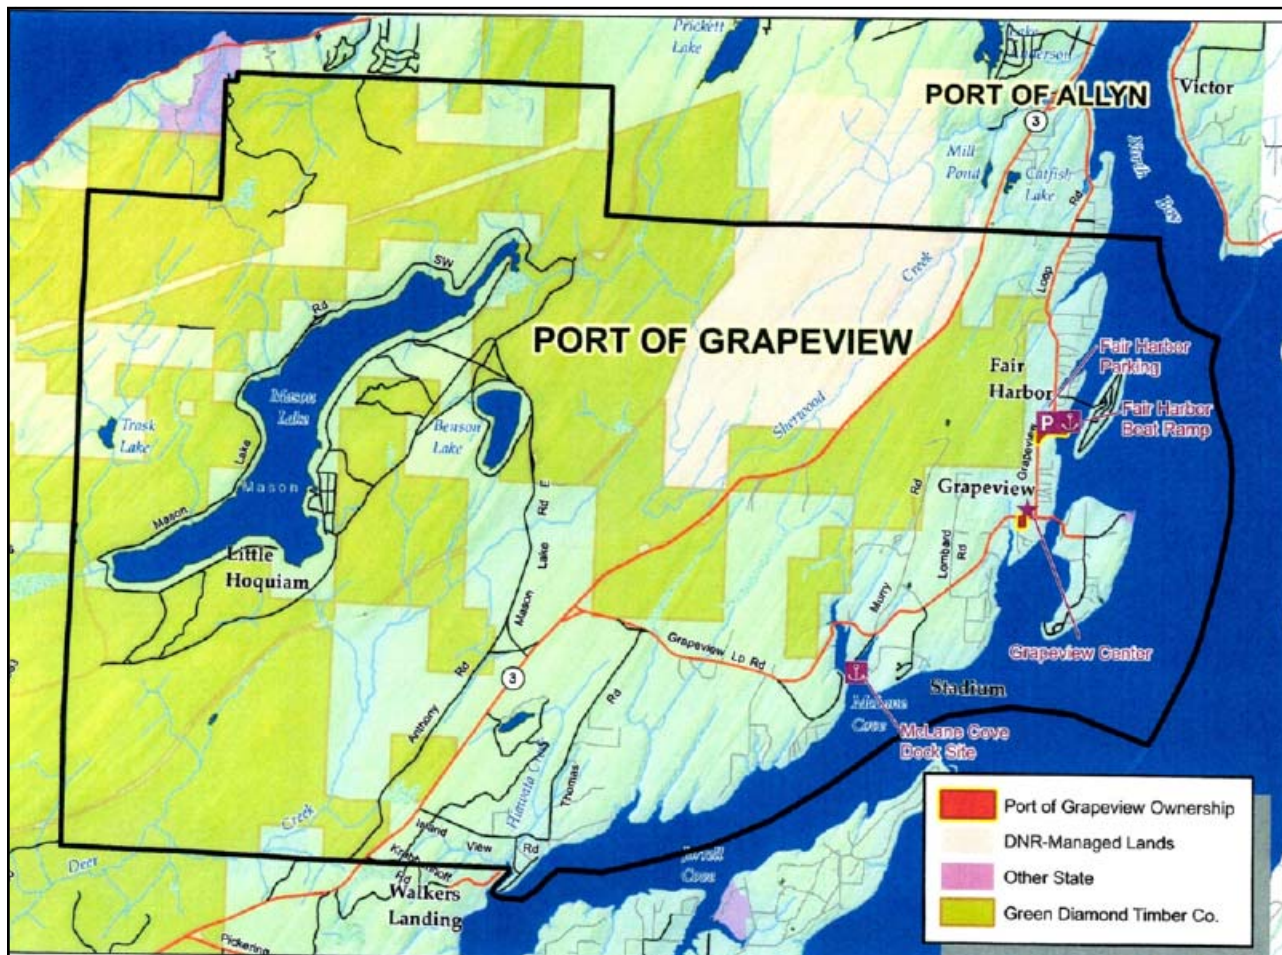 Prickett
Lake
Lake
Anderson
PORT OF ALLYN
Victor
3
Mill
Pond
Catfish
Lake
North
Bay
Rd
Loop
Creek
SW
Rd
PORT OF GRAPEVIEW
Fair
Harbor
Fair Harbor
Parking
Fair Harbor
Boat Ramp
P
Mason
Lake
Benson
Lake
Trask
Lake
Sherwood
Lake
Mason
Mason
Grapeview
Grapeview
Rd
E
Rd
Lake
Mason
Little
Hoquiam
Lombard
Rd
Murry
Grapeview Lp Rd
Grapeview Center
Stadium
McLane
Cove
McLane Cove
Dock Site
3
Rd
Anthony
Rd
Thomas
Creek
Deer
Island
View
Rd
Rd
Walkers
Landing
Jarrell
Cove
Pickering
Port of Grapeview Ownership
DNR-Managed Lands
Other State
Green Diamond Timber Co.